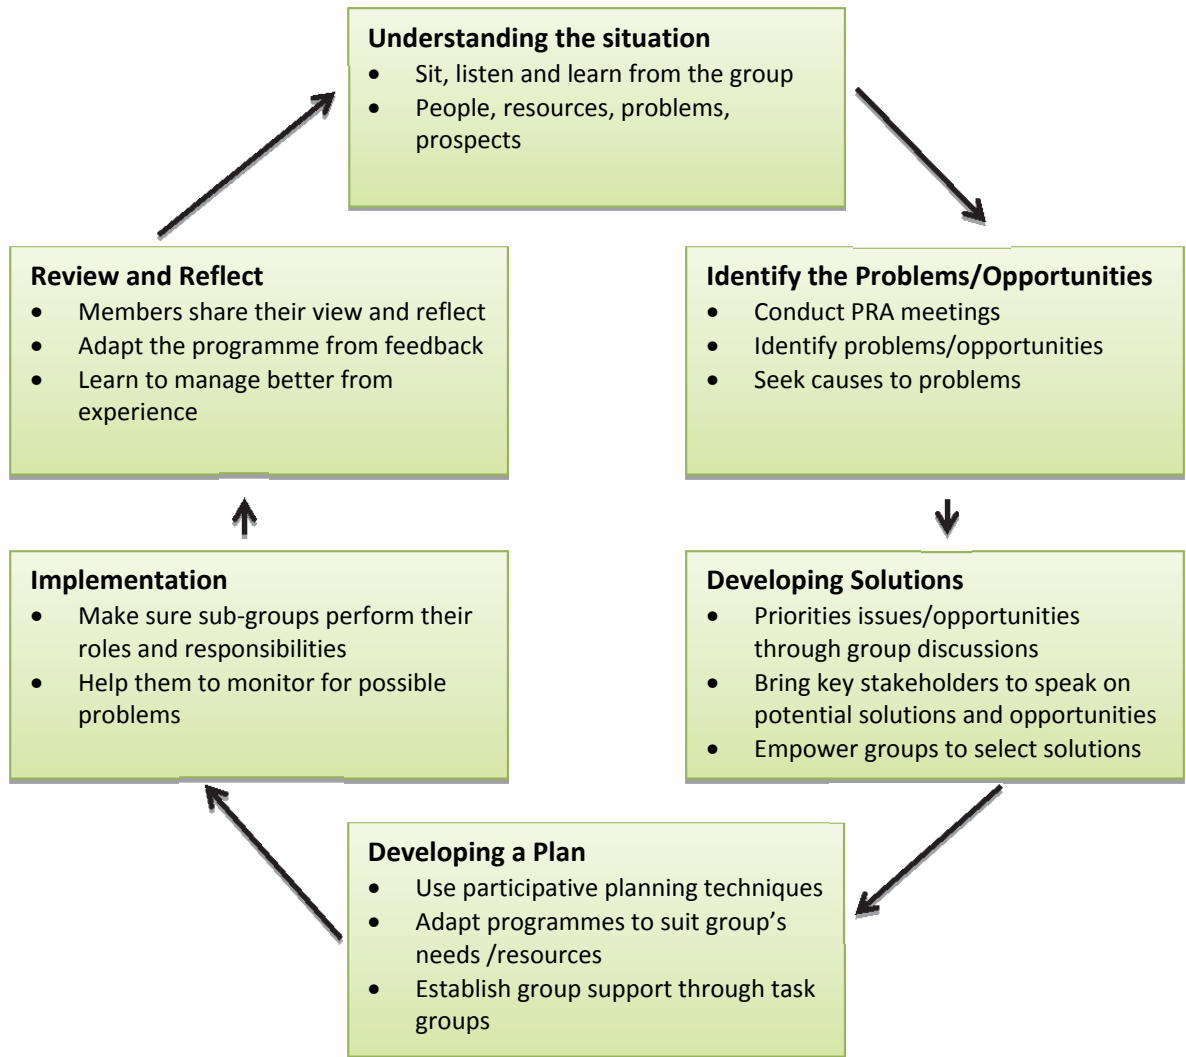 Understanding the situation
• Sit, listen and learn from the group
• People, resources, problems,
prospects
Identify the Problems/Opportunities
• Conduct PRA meetings
• Identify problems/opportunities
• Seek causes to problems
Developing Solutions
• Priorities issues/opportunities
through group discussions
• Bring key stakeholders to speak on
potential solutions and opportunities
• Empower groups to select solutions
Developing a Plan
• Use participative planning techniques
• Adapt programmes to suit group’s
needs /resources
• Establish group support through task
groups
Implementation
• Make sure sub-groups perform their
roles and responsibilities
• Help them to monitor for possible
problems
Review and Reflect
• Members share their view and reflect
• Adapt the programme from feedback
• Learn to manage better from
experience